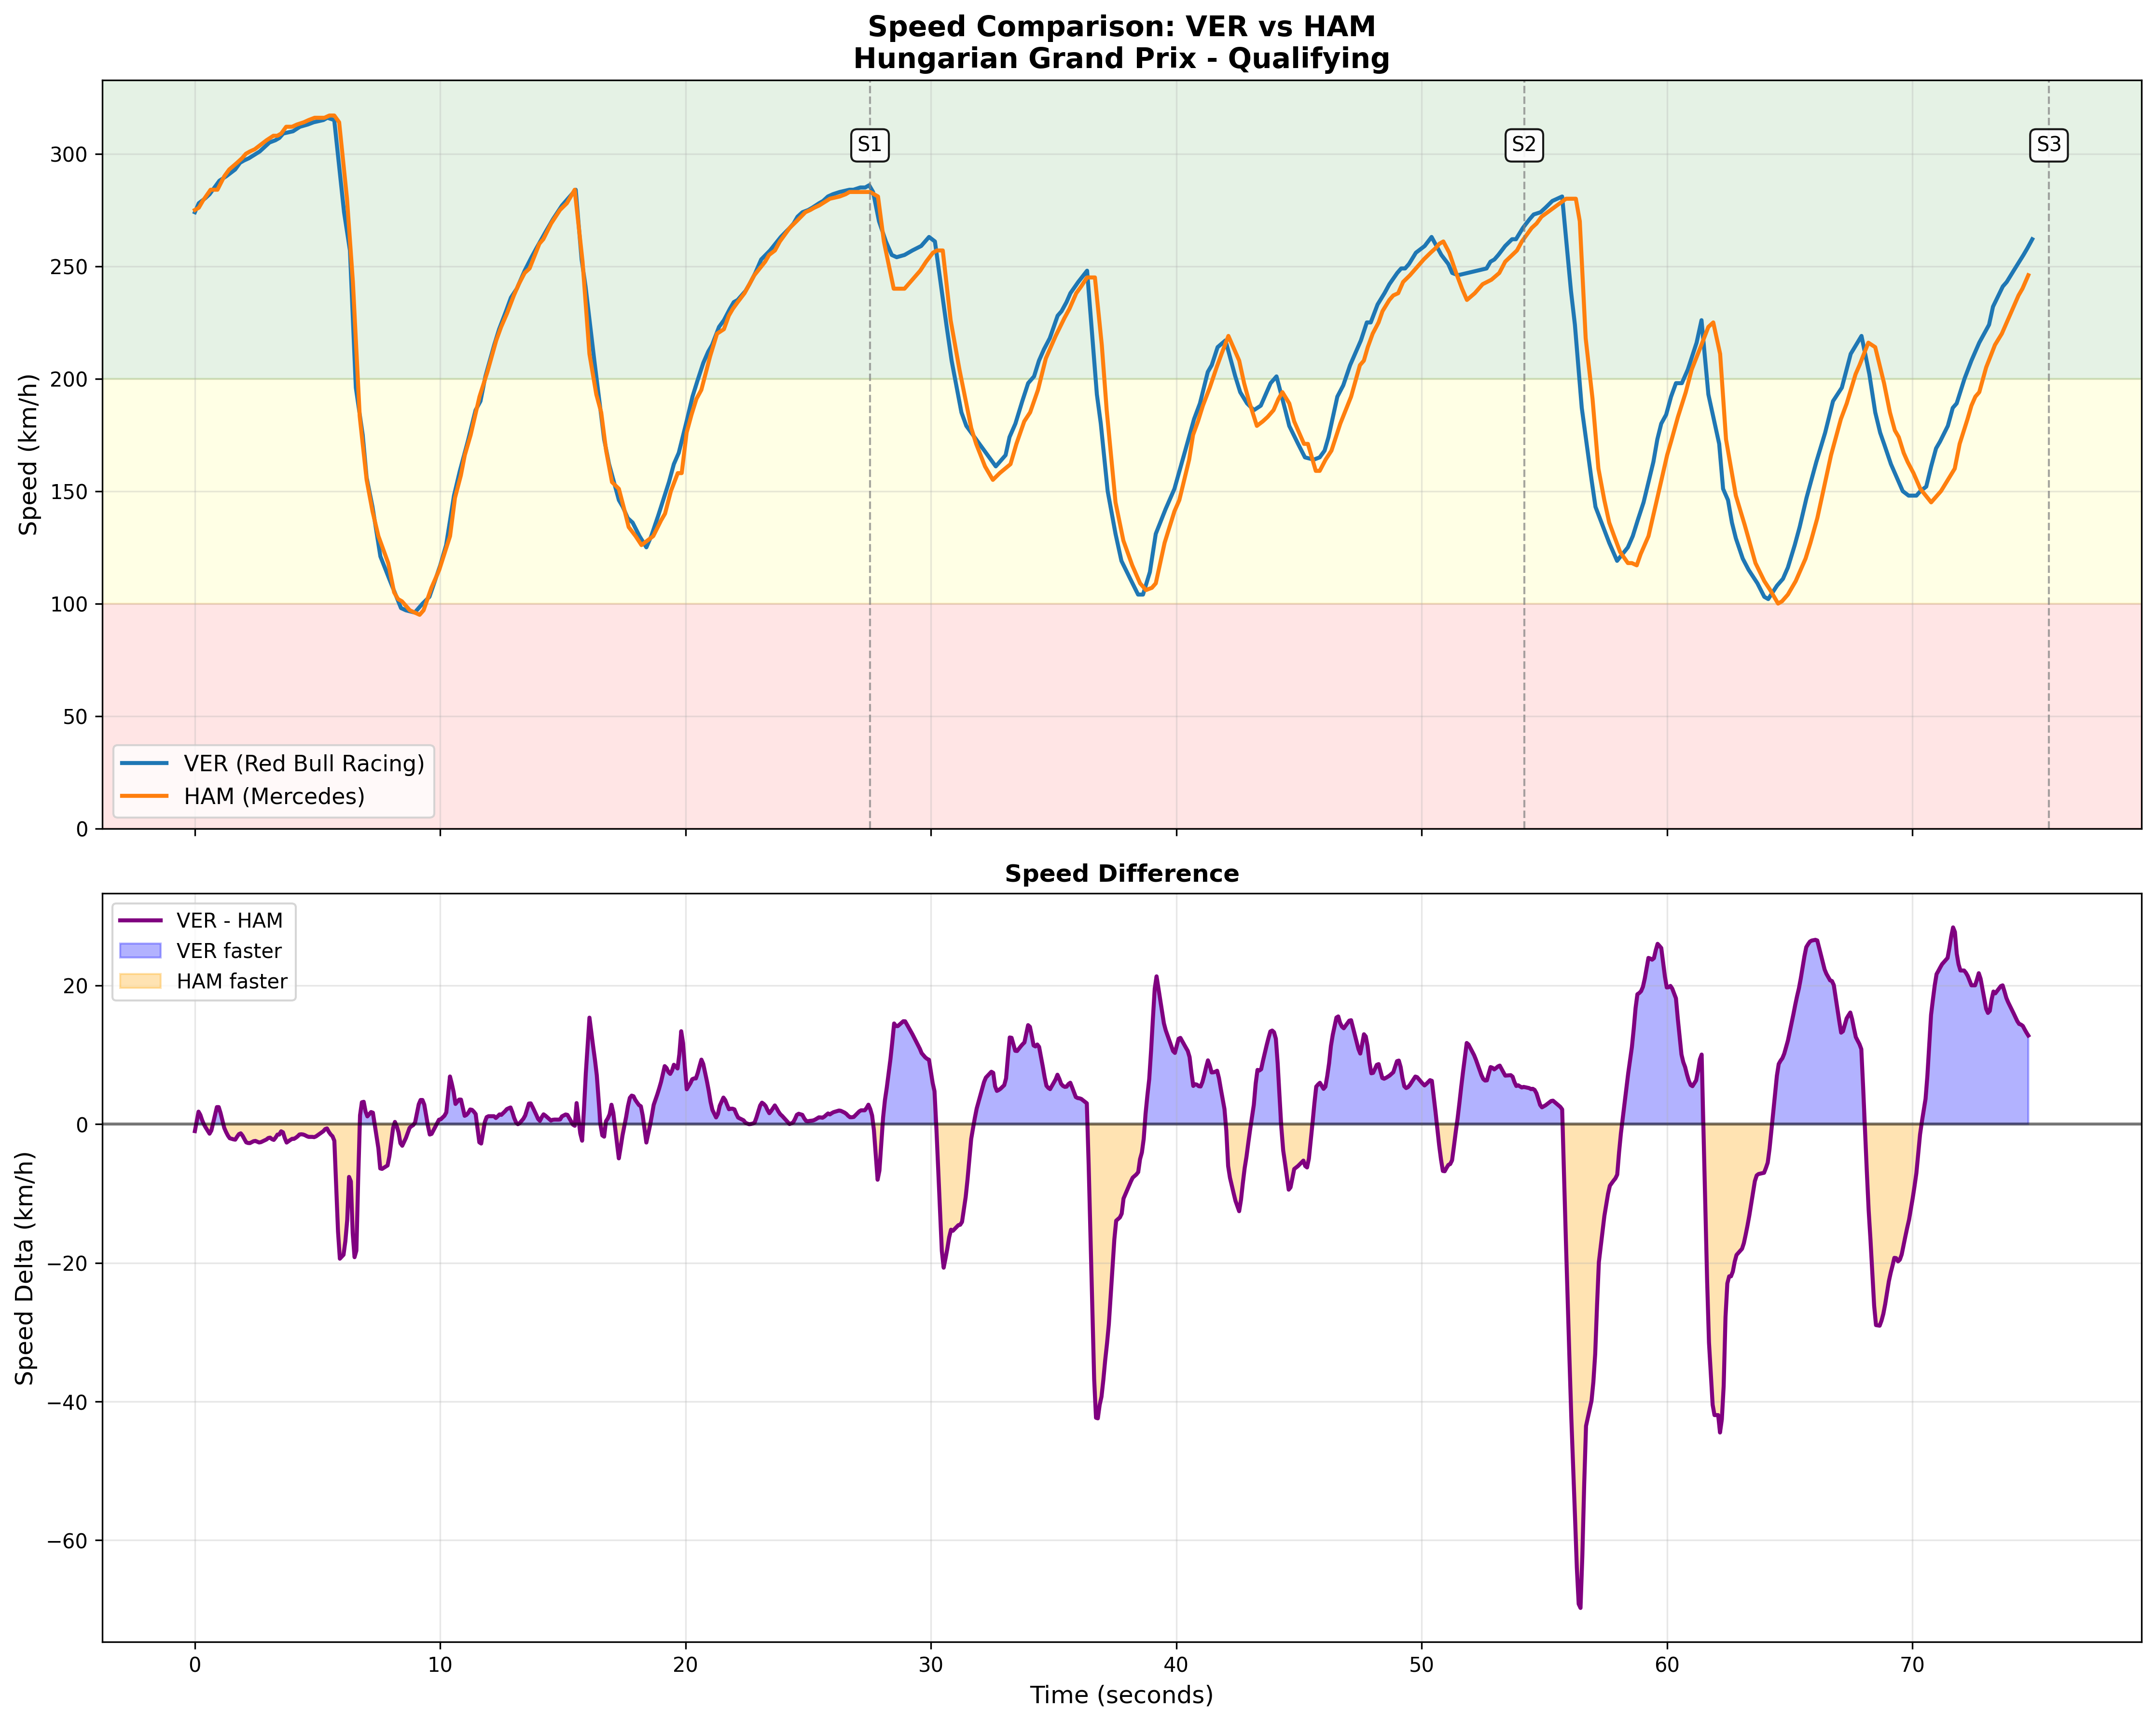 Speed Comparison: VER vs HAM
Hungarian Grand Prix - Qualifying
Speed (km/h)
300
250
200
150
100
50
0
S1
S2
S3
VER (Red Bull Racing)
HAM (Mercedes)
Speed Difference
Speed Delta (km/h)
20
0
−20
−40
−60
VER - HAM
VER faster
HAM faster
0 10 20 30 40 50 60 70
Time (seconds)